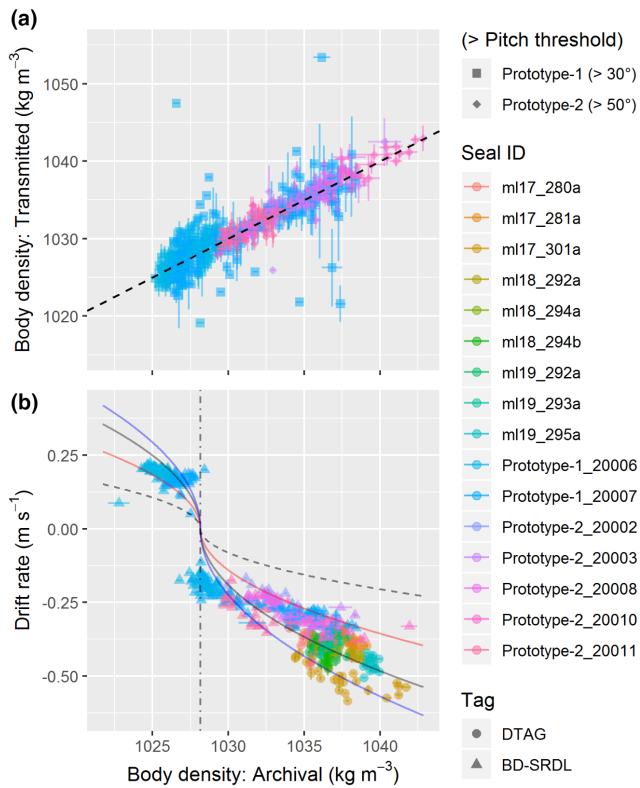 (a)
Body density: Transmitted (kg m⁻³)
1050
1040
1030
1020
(b)
Drift rate (m s⁻¹)
0.25
0.00
-0.25
-0.50
1025 1030 1035 1040
Body density: Archival (kg m⁻³)
(> Pitch threshold)
Prototype-1 (> 30°)
Prototype-2 (> 50°)
Seal ID
ml17_280a
ml17_281a
ml17_301a
ml18_292a
ml18_294a
ml18_294b
ml19_292a
ml19_293a
ml19_295a
Prototype-1_20006
Prototype-1_20007
Prototype-2_20002
Prototype-2_20003
Prototype-2_20008
Prototype-2_20010
Prototype-2_20011
Tag
DTAG
BD-SRDL